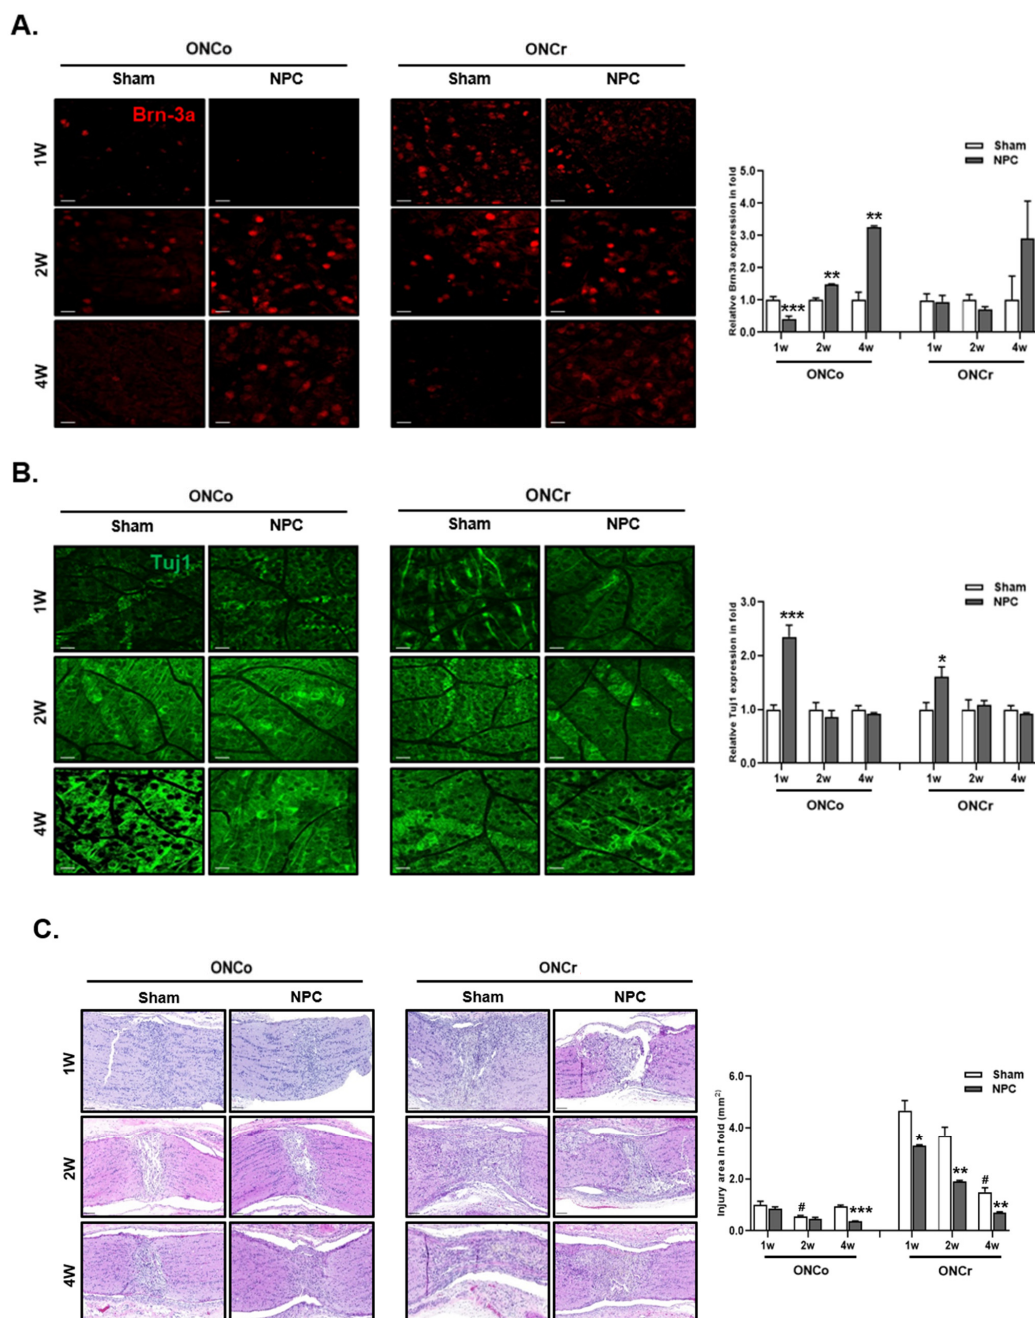 A.
ONCo
ONCr
Sham
NPC
Sham
NPC
1W
Brn-3a
2W
4W
Sham
NPC
Relative Brn3a expression in fold
5.0
4.0
3.0
2.0
1.0
0.0
***
**
**
1w
2w
4w
1w
2w
4w
ONCo
ONCr
B.
ONCo
ONCr
Sham
NPC
Sham
NPC
1W
Tuj1
2W
4W
Sham
NPC
Relative Tuj1 expression in fold
3.0
2.0
1.0
0.0
***
*
1w
2w
4w
1w
2w
4w
ONCo
ONCr
C.
ONCo
ONCr
Sham
NPC
Sham
NPC
1W
2W
4W
Sham
NPC
Injury area in fold (mm²)
6.0
4.0
2.0
0.0
#
***
*
**
#
**
1w
2w
4w
1w
2w
4w
ONCo
ONCr